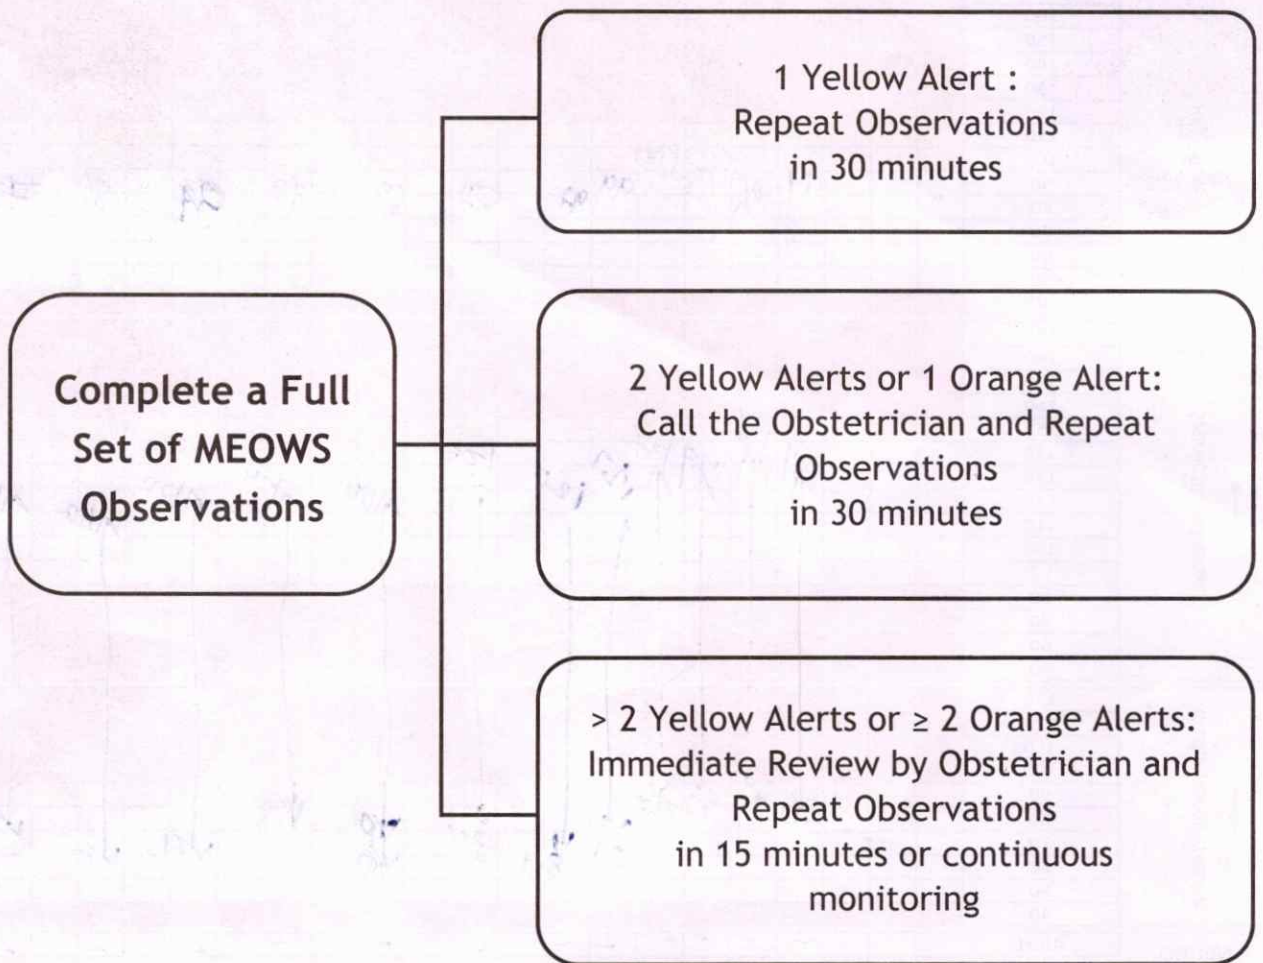 1 Yellow Alert :
Repeat Observations
in 30 minutes
Complete a Full
Set of MEOWS
Observations
2 Yellow Alerts or 1 Orange Alert:
Call the Obstetrician and Repeat
Observations
in 30 minutes
> 2 Yellow Alerts or ≥ 2 Orange Alerts:
Immediate Review by Obstetrician and
Repeat Observations
in 15 minutes or continuous
monitoring